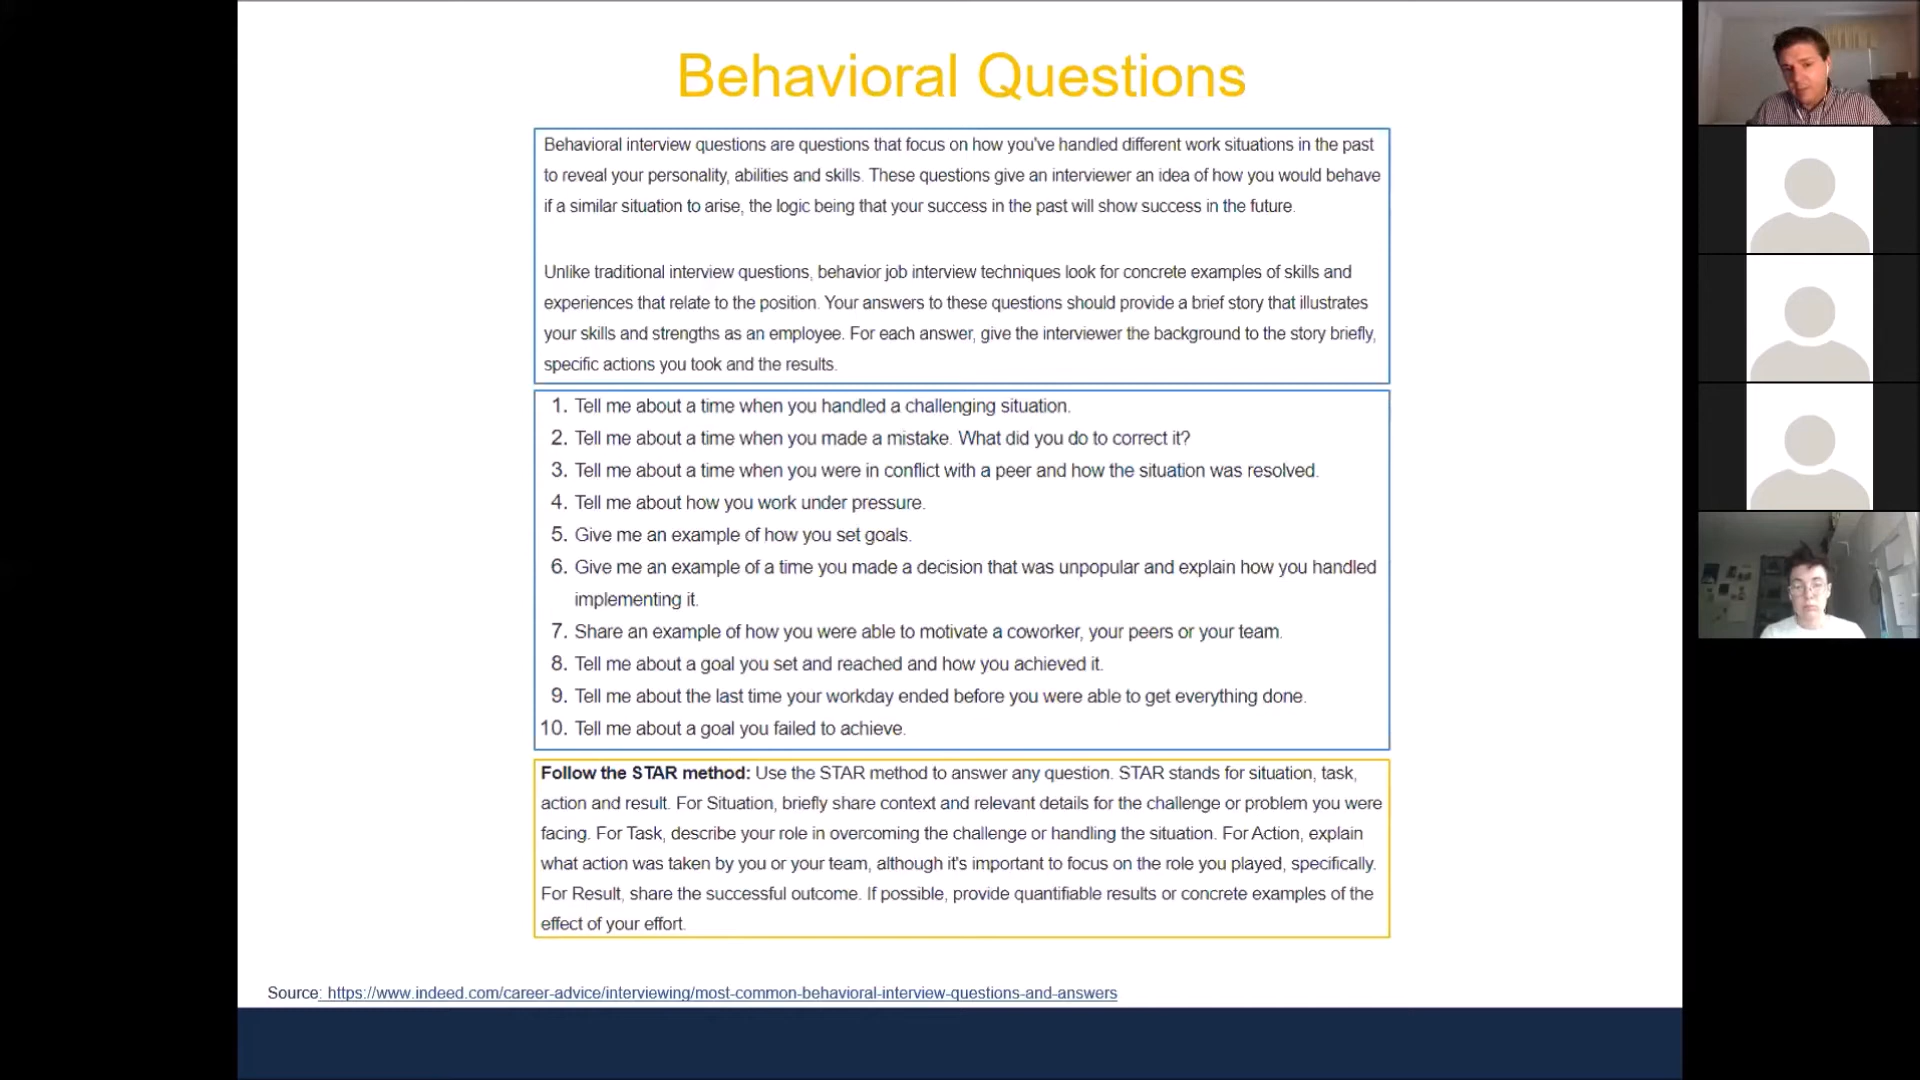 Behavioral Questions
Behavioral interview questions are questions that focus on how you've handled different work situations in the past
to reveal your personality, abilities and skills. These questions give an interviewer an idea of how you would behave
if a similar situation to arise, the logic being that your success in the past will show success in the future.
Unlike traditional interview questions, behavior job interview techniques look for concrete examples of skills and
experiences that relate to the position. Your answers to these questions should provide a brief story that illustrates
your skills and strengths as an employee. For each answer, give the interviewer the background to the story briefly,
specific actions you took and the results.
1. Tell me about a time when you handled a challenging situation.
2. Tell me about a time when you made a mistake. What did you do to correct it?
3. Tell me about a time when you were in conflict with a peer and how the situation was resolved.
4. Tell me about how you work under pressure.
5. Give me an example of how you set goals.
6. Give me an example of a time you made a decision that was unpopular and explain how you handled
implementing it.
7. Share an example of how you were able to motivate a coworker, your peers or your team.
8. Tell me about a goal you set and reached and how you achieved it.
9. Tell me about the last time your workday ended before you were able to get everything done.
10. Tell me about a goal you failed to achieve.
Follow the STAR method: Use the STAR method to answer any question. STAR stands for situation, task,
action and result. For Situation, briefly share context and relevant details for the challenge or problem you were
facing. For Task, describe your role in overcoming the challenge or handling the situation. For Action, explain
what action was taken by you or your team, although it's important to focus on the role you played, specifically.
For Result, share the successful outcome. If possible, provide quantifiable results or concrete examples of the
effect of your effort.
Source: https://www.indeed.com/career-advice/interviewing/most-common-behavioral-interview-questions-and-answers